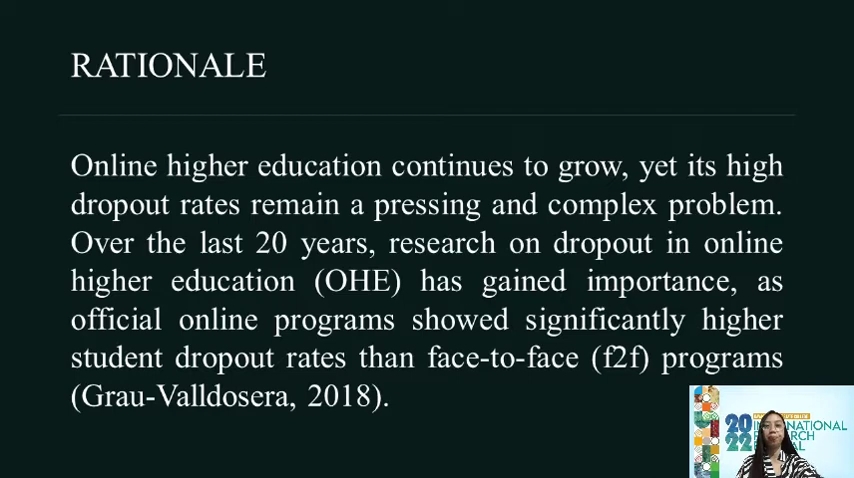 RATIONALE
Online higher education continues to grow, yet its high
dropout rates remain a pressing and complex problem.
Over the last 20 years, research on dropout in online
higher education (OHE) has gained importance, as
official online programs showed significantly higher
student dropout rates than face-to-face (f2f) programs
(Grau-Valldosera, 2018).
20
22